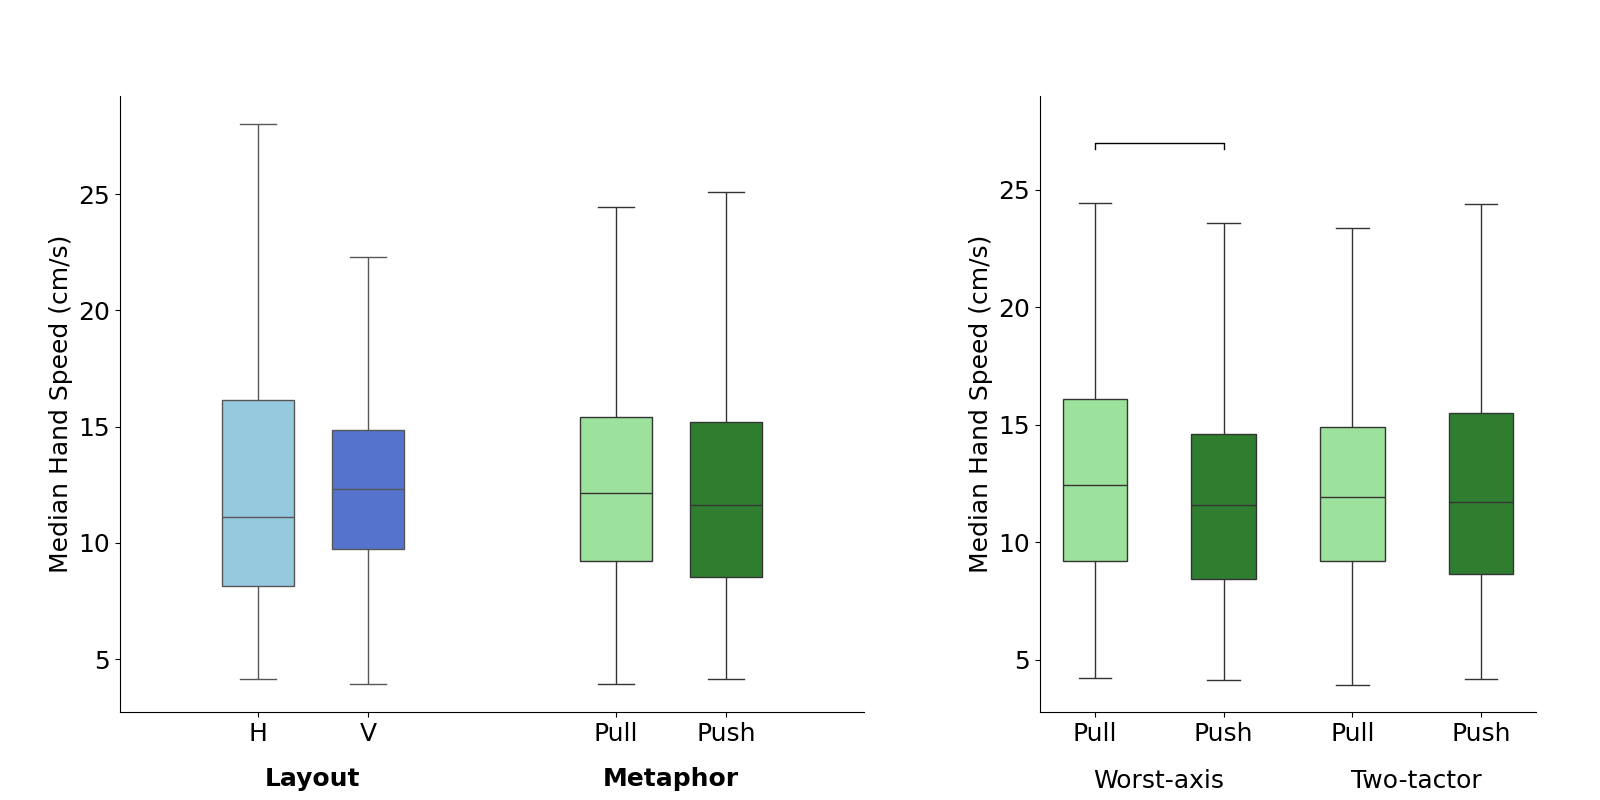 Median Hand Speed (cm/s)
25
20
15
10
5
H V Pull Push
Layout Metaphor
Median Hand Speed (cm/s)
25
20
15
10
5
Pull Push Pull Push
Worst-axis Two-tactor